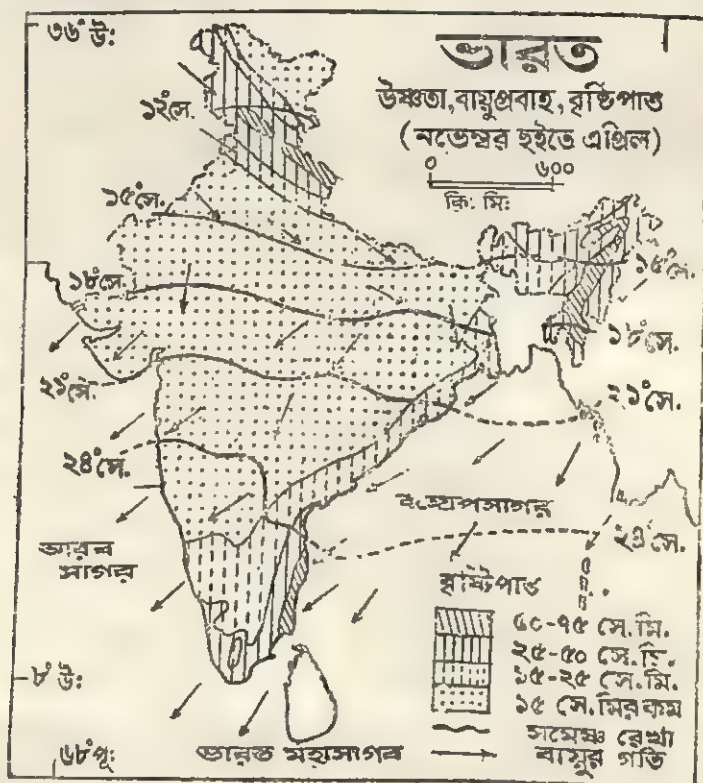 ৩৬° উঃ
ভারত
উষ্ণতা, বায়ুপ্রবাহ, বৃষ্টিপাত
(নভেম্বর হইতে এপ্রিল)
০ ৬০০
কিঃ মিঃ
১২°সে.
১৫°সে.
১৫°সে.
১৮°সে.
১৮°সে.
২১°সে.
২১°সে.
২৪°সে.
২৪°সে.
বঙ্গোপসাগর
আরব
সাগর
বৃষ্টিপাত
৫০-৭৫ সে.মি.
২৫-৫০ সে.মি.
১৫-২৫ সে.মি.
১৫ সে.মির কম
সমোষ্ণ রেখা
বায়ুর গতি
৮° উঃ
৬৮° পূঃ
ভারত মহাসাগর